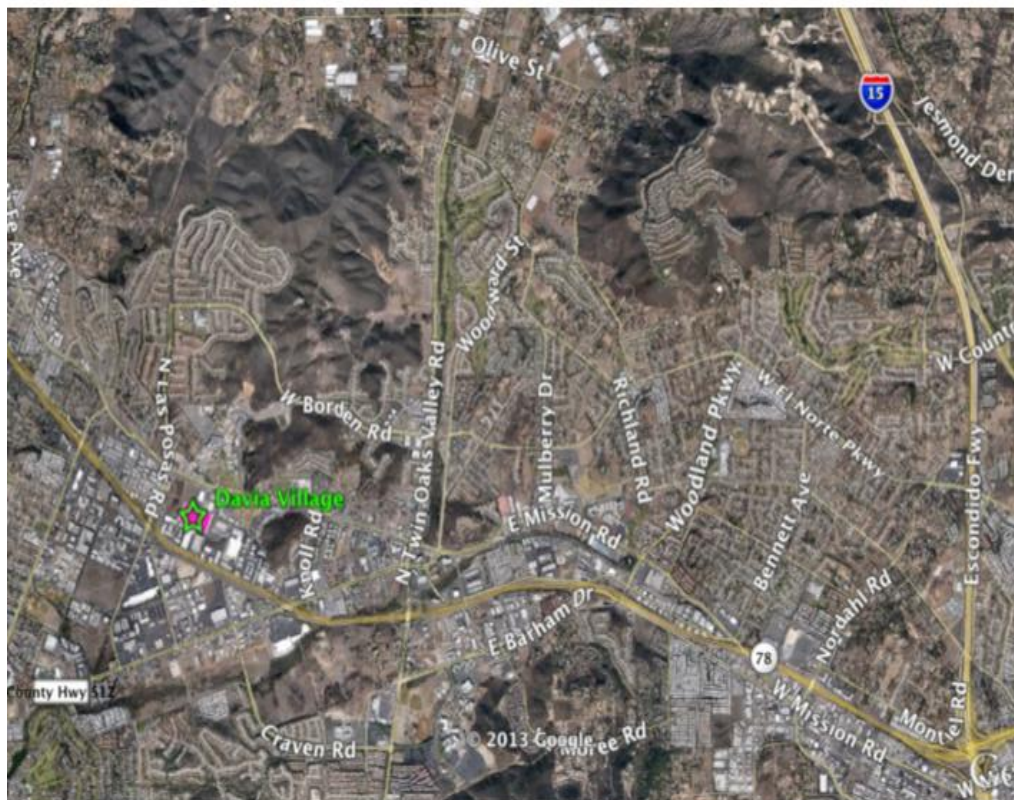 Olive St
15
Jesmond Den
Fe Ave
Woodward St
N Twin Oaks Valley Rd
W Country
N Las Posas Rd
W Borden Rd
Mulberry Dr
Richland Rd
Woodland Pkwy
W El Norte Pkwy
Escondido Fwy
Davia Village
Knoll Rd
E Mission Rd
Bennett Ave
Nordahl Rd
E Barham Dr
78
County Hwy S12
Craven Rd
© 2013 Google
W Mission Rd
Montiel Rd